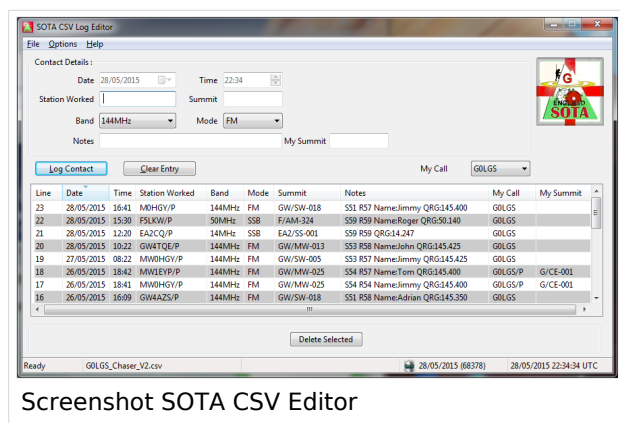 SOTA CSV Log Editor
File Options Help
Contact Details :
Date 28/05/2015 Time 22:34
Station Worked Summit
Band 144MHz Mode FM
Notes My Summit
G
ENGLAND
SOTA
Log Contact Clear Entry My Call G0LGS
Line Date Time Station Worked Band Mode Summit Notes My Call My Summit
23 28/05/2015 16:41 M0HGY/P 144MHz FM GW/SW-018 S51 R57 Name:Jimmy QRG:145.400 G0LGS
22 28/05/2015 15:30 F5LKW/P 50MHz SSB F/AM-324 S59 R59 Name:Roger QRG:50.140 G0LGS
21 28/05/2015 12:20 EA2CQ/P 14MHz SSB EA2/SS-001 S59 R59 QRG:14.247 G0LGS
20 28/05/2015 10:22 GW4TQE/P 144MHz FM GW/MW-013 S53 R58 Name:John QRG:145.425 G0LGS
19 27/05/2015 08:22 MW0HGY/P 144MHz FM GW/SW-005 S53 R57 Name:Jimmy QRG:145.425 G0LGS
18 26/05/2015 18:42 MW1EYP/P 144MHz FM GW/MW-025 S54 R57 Name:Tom QRG:145.400 G0LGS/P G/CE-001
17 26/05/2015 18:41 MW0HGY/P 144MHz FM GW/MW-025 S54 R54 Name:Jimmy QRG:145.400 G0LGS/P G/CE-001
16 26/05/2015 16:09 GW4AZS/P 144MHz FM GW/SW-018 S51 R58 Name:Adrian QRG:145.350 G0LGS
Delete Selected
Ready G0LGS_Chaser_V2.csv 28/05/2015 (68378) 28/05/2015 22:34:34 UTC
Screenshot SOTA CSV Editor